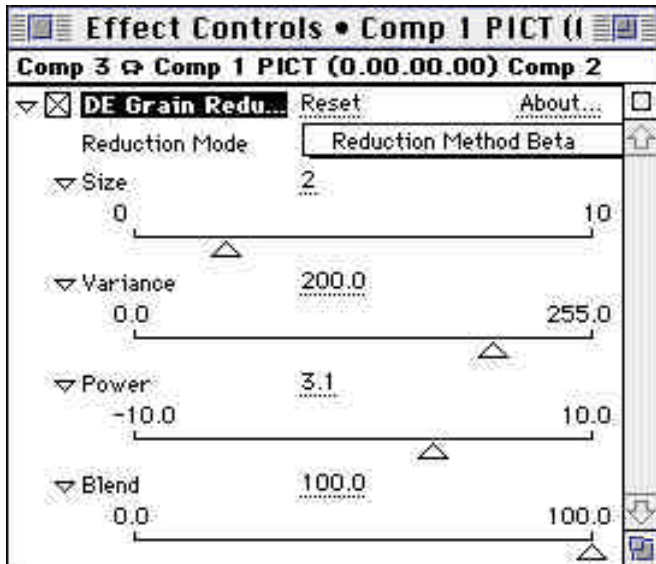 Effect Controls • Comp 1 PICT ((
Comp 3 ➪ Comp 1 PICT (0.00.00.00) Comp 2
DE Grain Redu... Reset About...
Reduction Mode Reduction Method Beta
Size 2
0 10
Variance 200.0
0.0 255.0
Power 3.1
-10.0 10.0
Blend 100.0
0.0 100.0